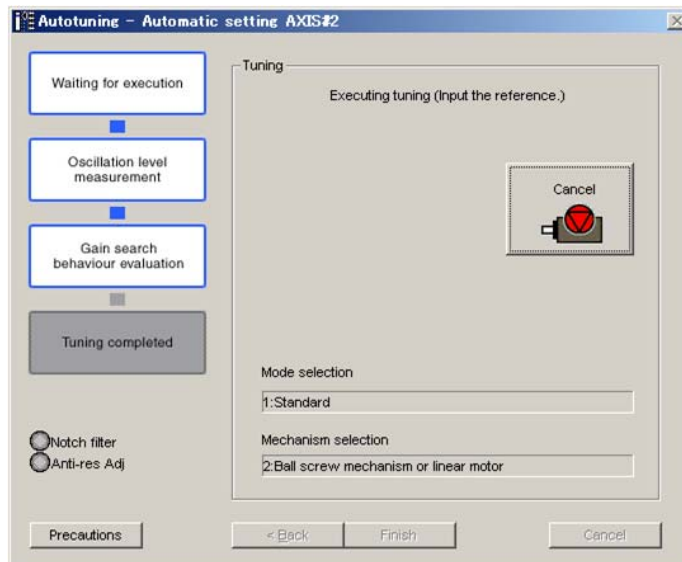 Autotuning - Automatic setting AXIS#2
Waiting for execution
Oscillation level
measurement
Gain search
behaviour evaluation
Tuning completed
Notch filter
Anti-res Adj
Precautions
Tuning
Executing tuning (Input the reference.)
Cancel
Mode selection
1:Standard
Mechanism selection
2:Ball screw mechanism or linear motor
< Back
Finish
Cancel